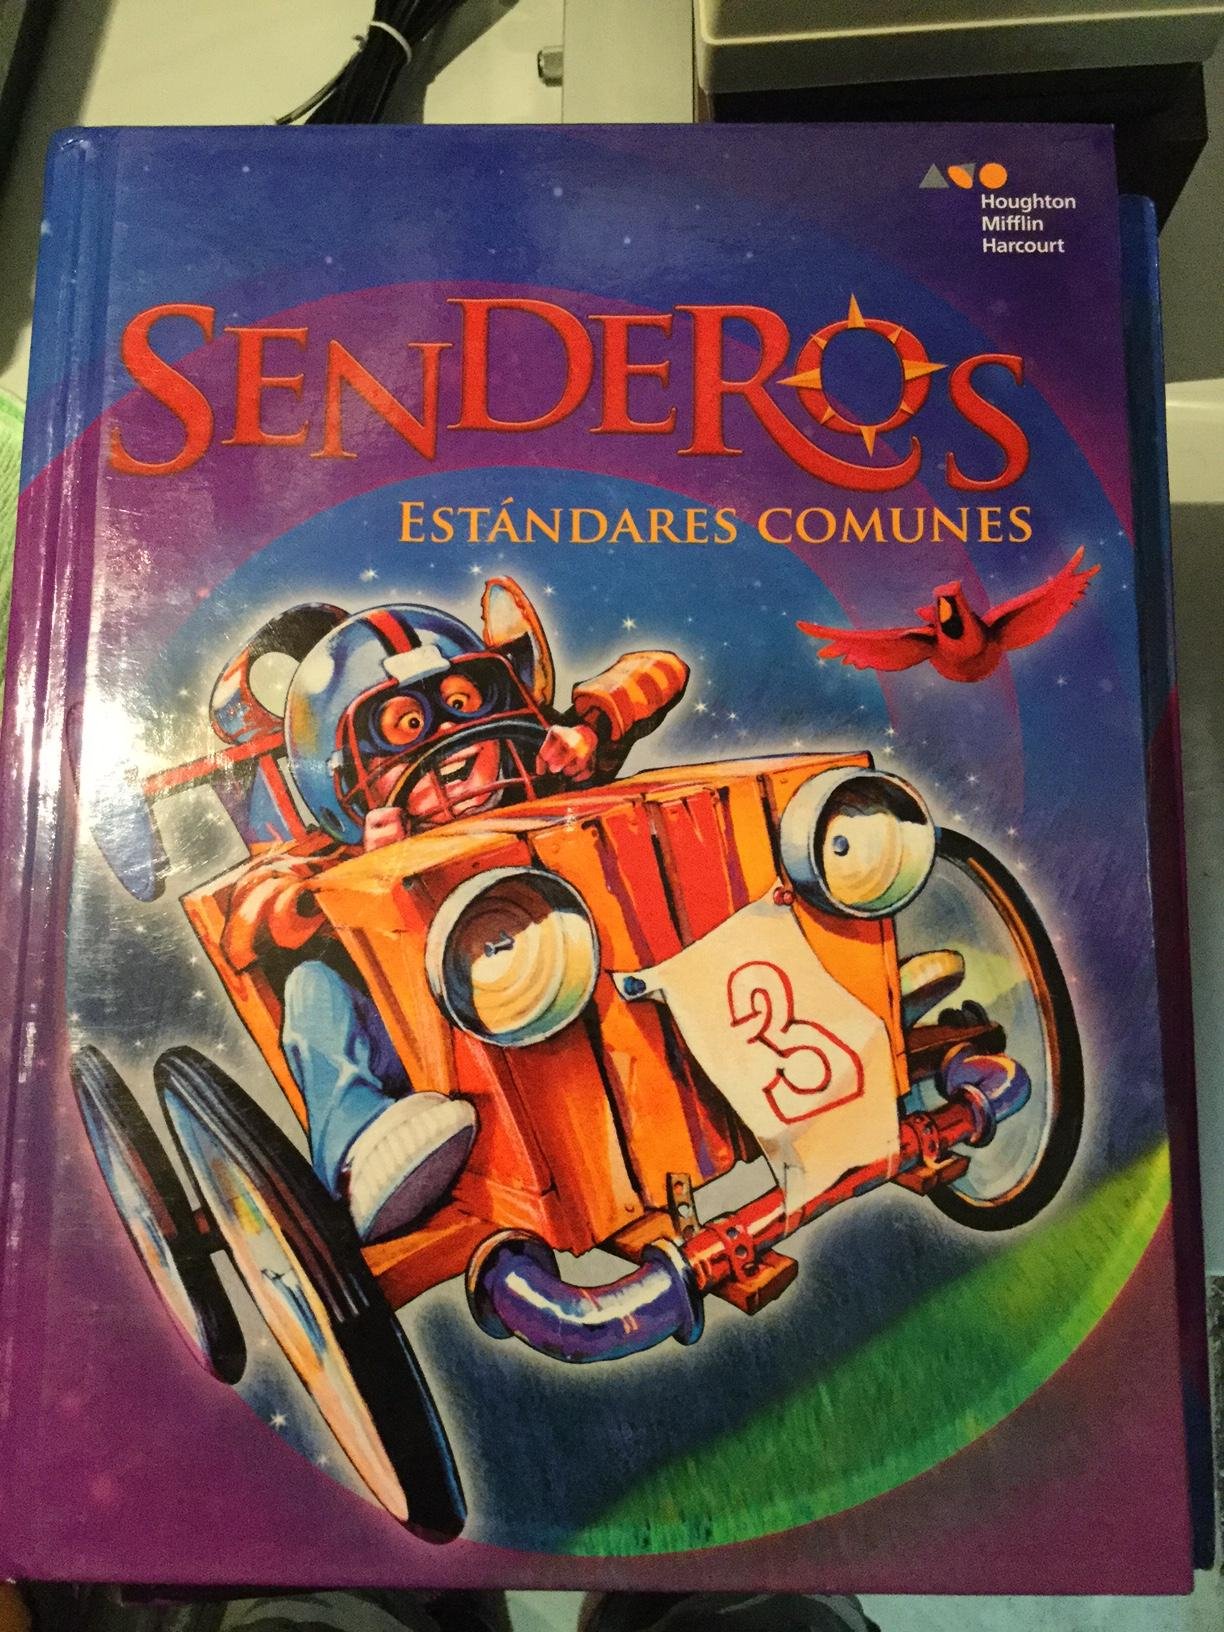 Houghton
Mifflin
Harcourt
SENDEROS
ESTÁNDARES COMUNES
3